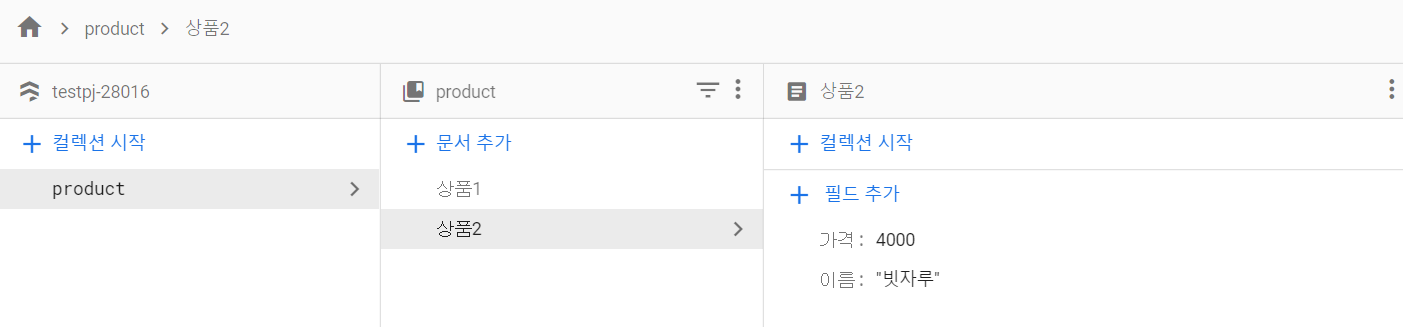 product
상품2
testpj-28016
product
상품2
컬렉션 시작
문서 추가
컬렉션 시작
product
상품1
상품2
필드 추가
가격 : 4000
이름 : "빗자루"